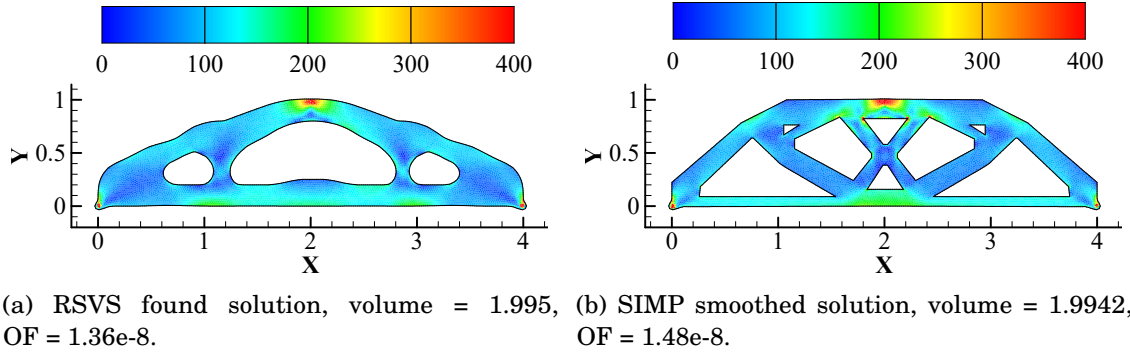 0 100 200 300 400
1
Y 0.5
0
0 1 2 3 4
X
0 100 200 300 400
1
Y 0.5
0
0 1 2 3 4
X
(a) RSVS found solution, volume = 1.995,
OF = 1.36e-8.
(b) SIMP smoothed solution, volume = 1.9942,
OF = 1.48e-8.